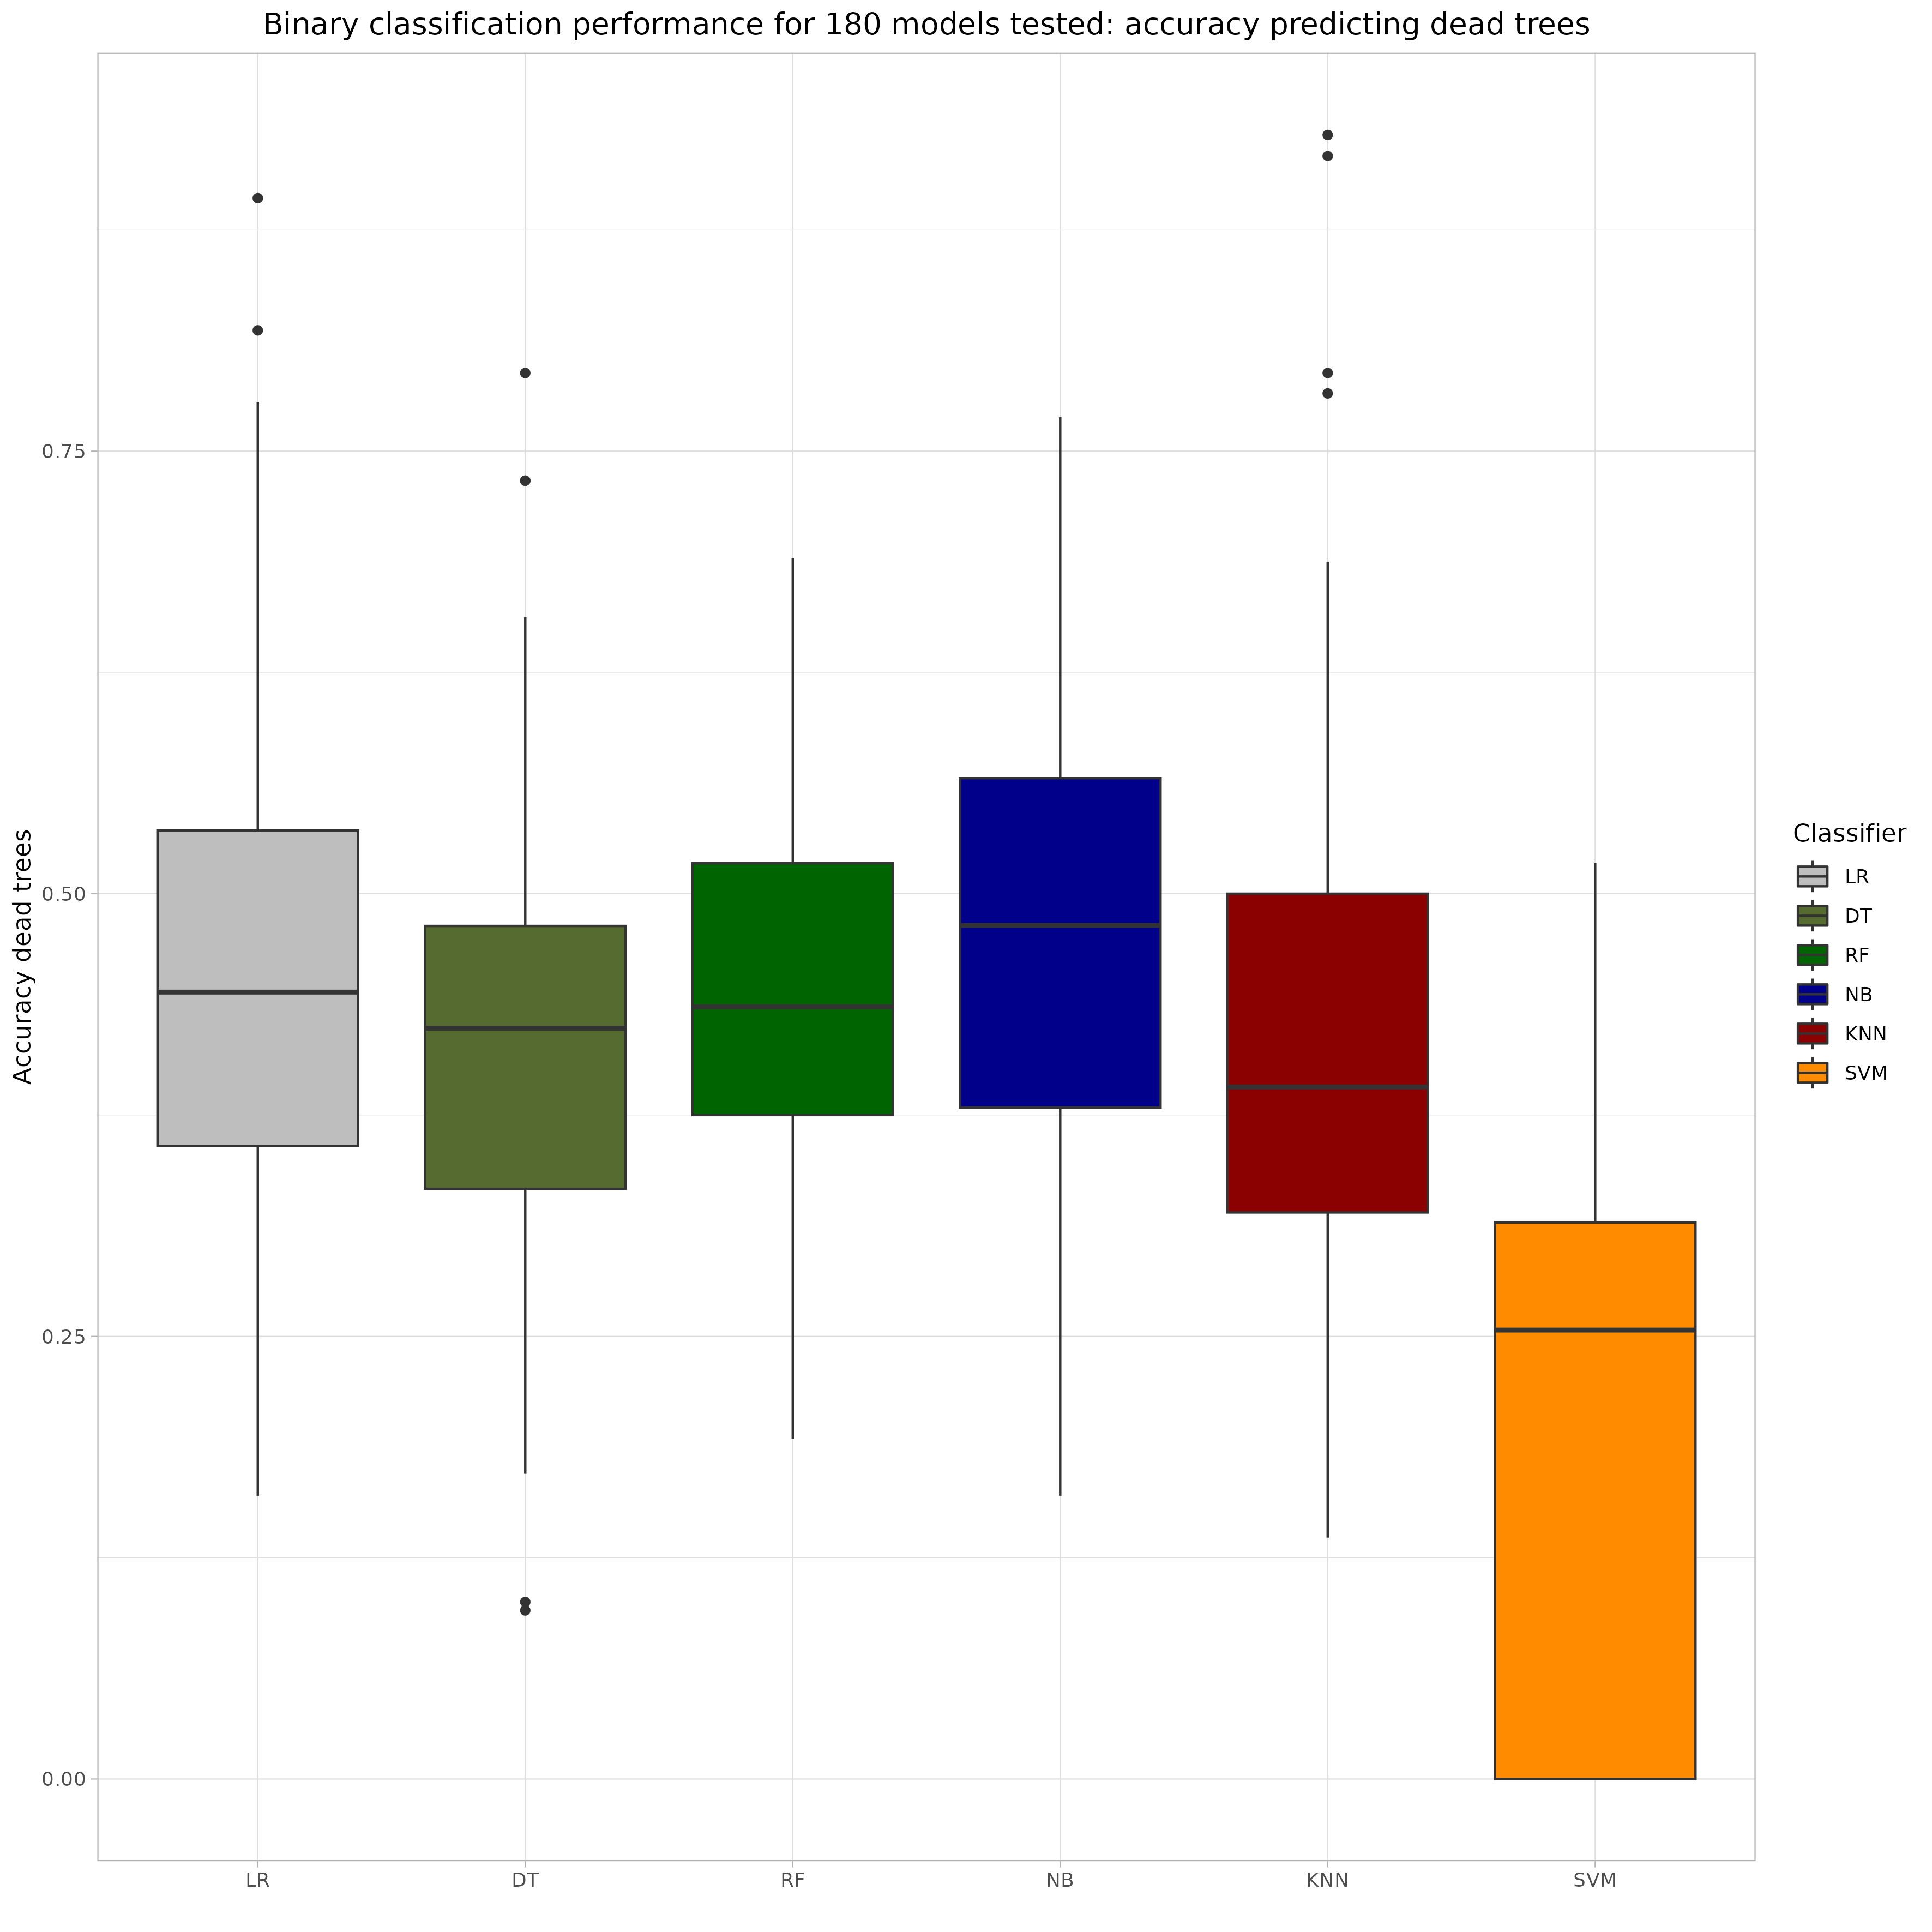 Binary classification performance for 180 models tested: accuracy predicting dead trees
Accuracy dead trees
0.75
0.50
0.25
0.00
LR
DT
RF
NB
KNN
SVM
Classifier
LR
DT
RF
NB
KNN
SVM